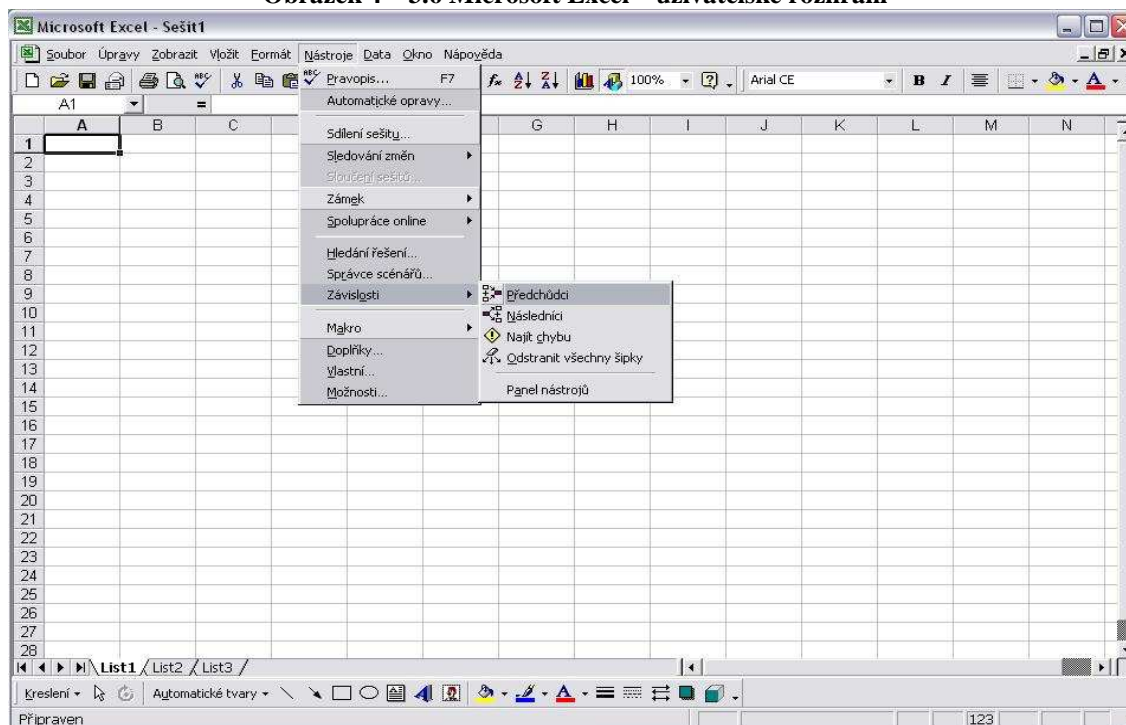 Microsoft Excel - Sešit1
Soubor Úpravy Zobrazit Vložit Formát Nástroje Data Okno Nápověda
100% Arial CE B I A
A1 =
A B C G H I J K L M N
Pravopis... F7
Automatické opravy...
Sdílení sešitu...
Sledování změn
Sloučení sešitů...
Zámek
Spolupráce online
Hledání řešení...
Správce scénářů...
Závislosti
Makro
Doplňky...
Vlastní...
Možnosti...
Předchůdci
Následníci
Najít chybu
Odstranit všechny šipky
Panel nástrojů
1
2
3
4
5
6
7
8
9
10
11
12
13
14
15
16
17
18
19
20
21
22
23
24
25
26
27
28
List1 List2 List3
Kreslení Automatické tvary
Připraven 123